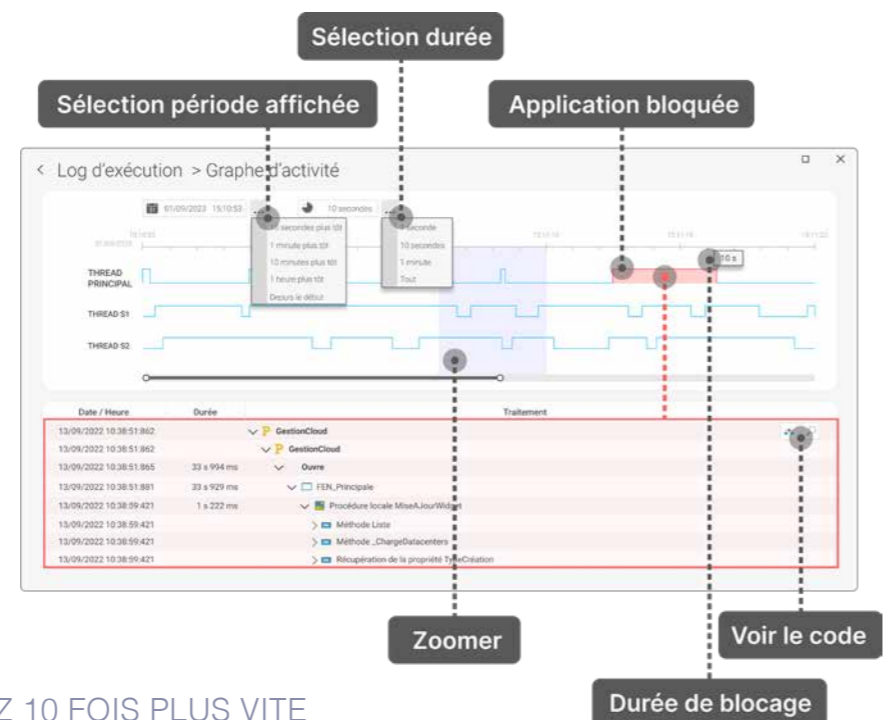 Sélection durée
Sélection période affichée
Application bloquée
< Log d'exécution > Graphe d'activité
01/09/2023 15:10:53 ...
10 secondes ...
10 secondes plus tôt
1 minute plus tôt
10 minutes plus tôt
1 heure plus tôt
Depuis le début
1 seconde
10 secondes
1 minute
Tout
10 s
THREAD
PRINCIPAL
THREAD S1
THREAD S2
Date / Heure Durée Traitement
13/09/2022 10:38:51:862 GestionCloud
13/09/2022 10:38:51:862 GestionCloud
13/09/2022 10:38:51:865 33 s 994 ms Ouvre
13/09/2022 10:38:51:881 33 s 929 ms FEN_Principale
13/09/2022 10:38:59:421 1 s 222 ms Procédure locale MiseAJourWidget
13/09/2022 10:38:59:421 Méthode Liste
13/09/2022 10:38:59:421 Méthode _ChargeDatacenters
13/09/2022 10:38:59:421 Récupération de la propriété TypeCréation
Zoomer
Voir le code
Durée de blocage
Z 10 FOIS PLUS VITE